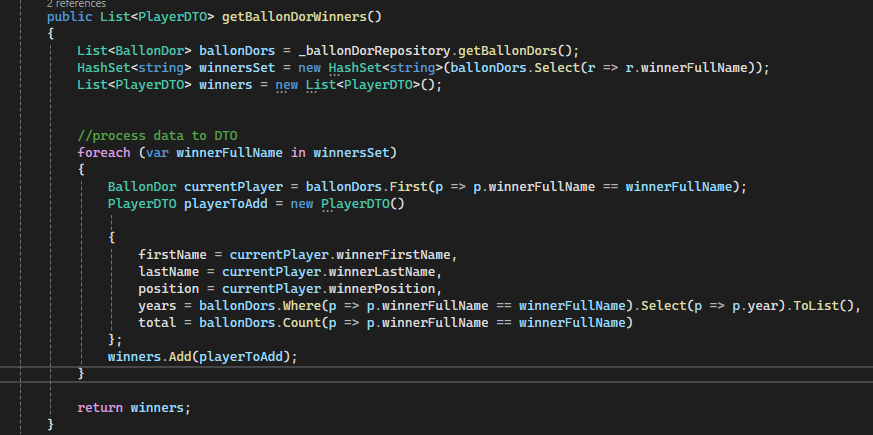 2 references
public List<PlayerDTO> getBallonDorWinners()
{
List<BallonDor> ballonDors = _ballonDorRepository.getBallonDors();
HashSet<string> winnersSet = new HashSet<string>(ballonDors.Select(r => r.winnerFullName));
List<PlayerDTO> winners = new List<PlayerDTO>();
//process data to DTO
foreach (var winnerFullName in winnersSet)
{
BallonDor currentPlayer = ballonDors.First(p => p.winnerFullName == winnerFullName);
PlayerDTO playerToAdd = new PlayerDTO()
{
firstName = currentPlayer.winnerFirstName,
lastName = currentPlayer.winnerLastName,
position = currentPlayer.winnerPosition,
years = ballonDors.Where(p => p.winnerFullName == winnerFullName).Select(p => p.year).ToList(),
total = ballonDors.Count(p => p.winnerFullName == winnerFullName)
};
winners.Add(playerToAdd);
}
return winners;
}